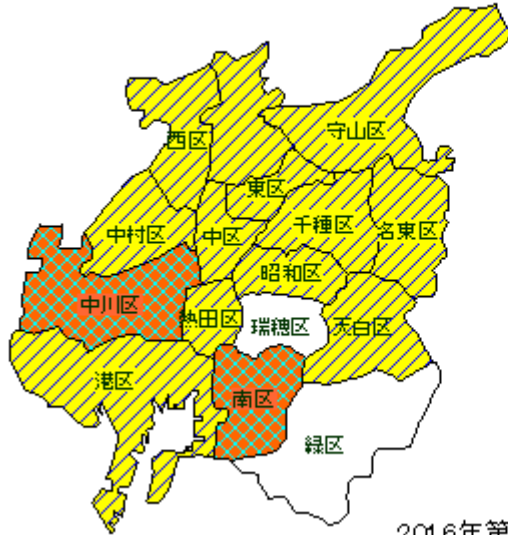 守山区
西区
東区
千種区
名東区
中村区
中区
昭和区
中川区
熱田区
瑞穂区
天白区
港区
南区
緑区
2016年第